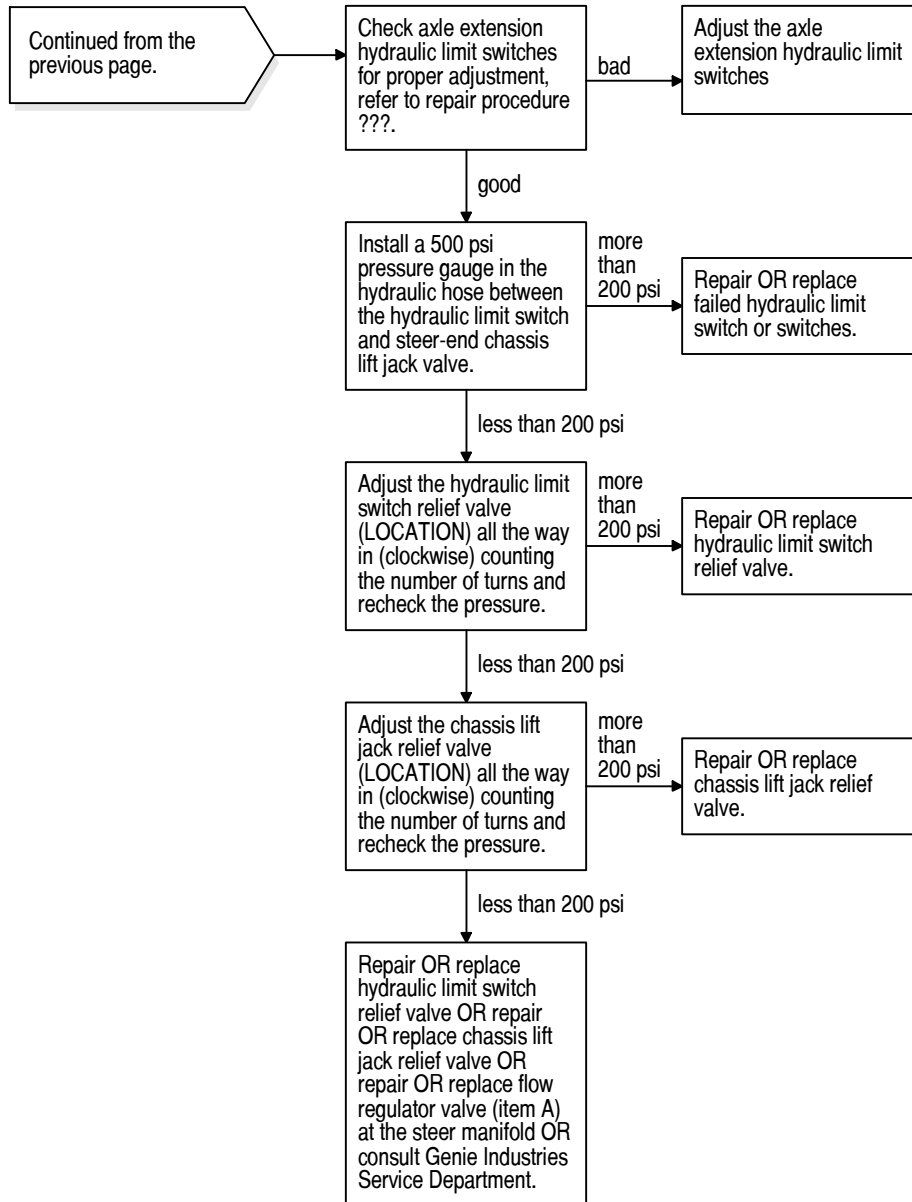 Continued from the
previous page.
Check axle extension
hydraulic limit switches
for proper adjustment,
refer to repair procedure
???.
bad
Adjust the axle
extension hydraulic limit
switches
good
Install a 500 psi
pressure gauge in the
hydraulic hose between
the hydraulic limit switch
and steer-end chassis
lift jack valve.
more
than
200 psi
Repair OR replace
failed hydraulic limit
switch or switches.
less than 200 psi
Adjust the hydraulic limit
switch relief valve
(LOCATION) all the way
in (clockwise) counting
the number of turns and
recheck the pressure.
more
than
200 psi
Repair OR replace
hydraulic limit switch
relief valve.
less than 200 psi
Adjust the chassis lift
jack relief valve
(LOCATION) all the way
in (clockwise) counting
the number of turns and
recheck the pressure.
more
than
200 psi
Repair OR replace
chassis lift jack relief
valve.
less than 200 psi
Repair OR replace
hydraulic limit switch
relief valve OR repair
OR replace chassis lift
jack relief valve OR
repair OR replace flow
regulator valve (item A)
at the steer manifold OR
consult Genie Industries
Service Department.